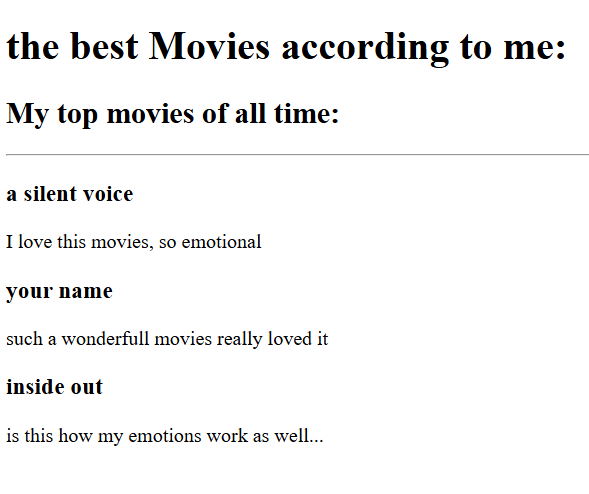 the best Movies according to me:
My top movies of all time:
a silent voice
I love this movies, so emotional
your name
such a wonderfull movies really loved it
inside out
is this how my emotions work as well...